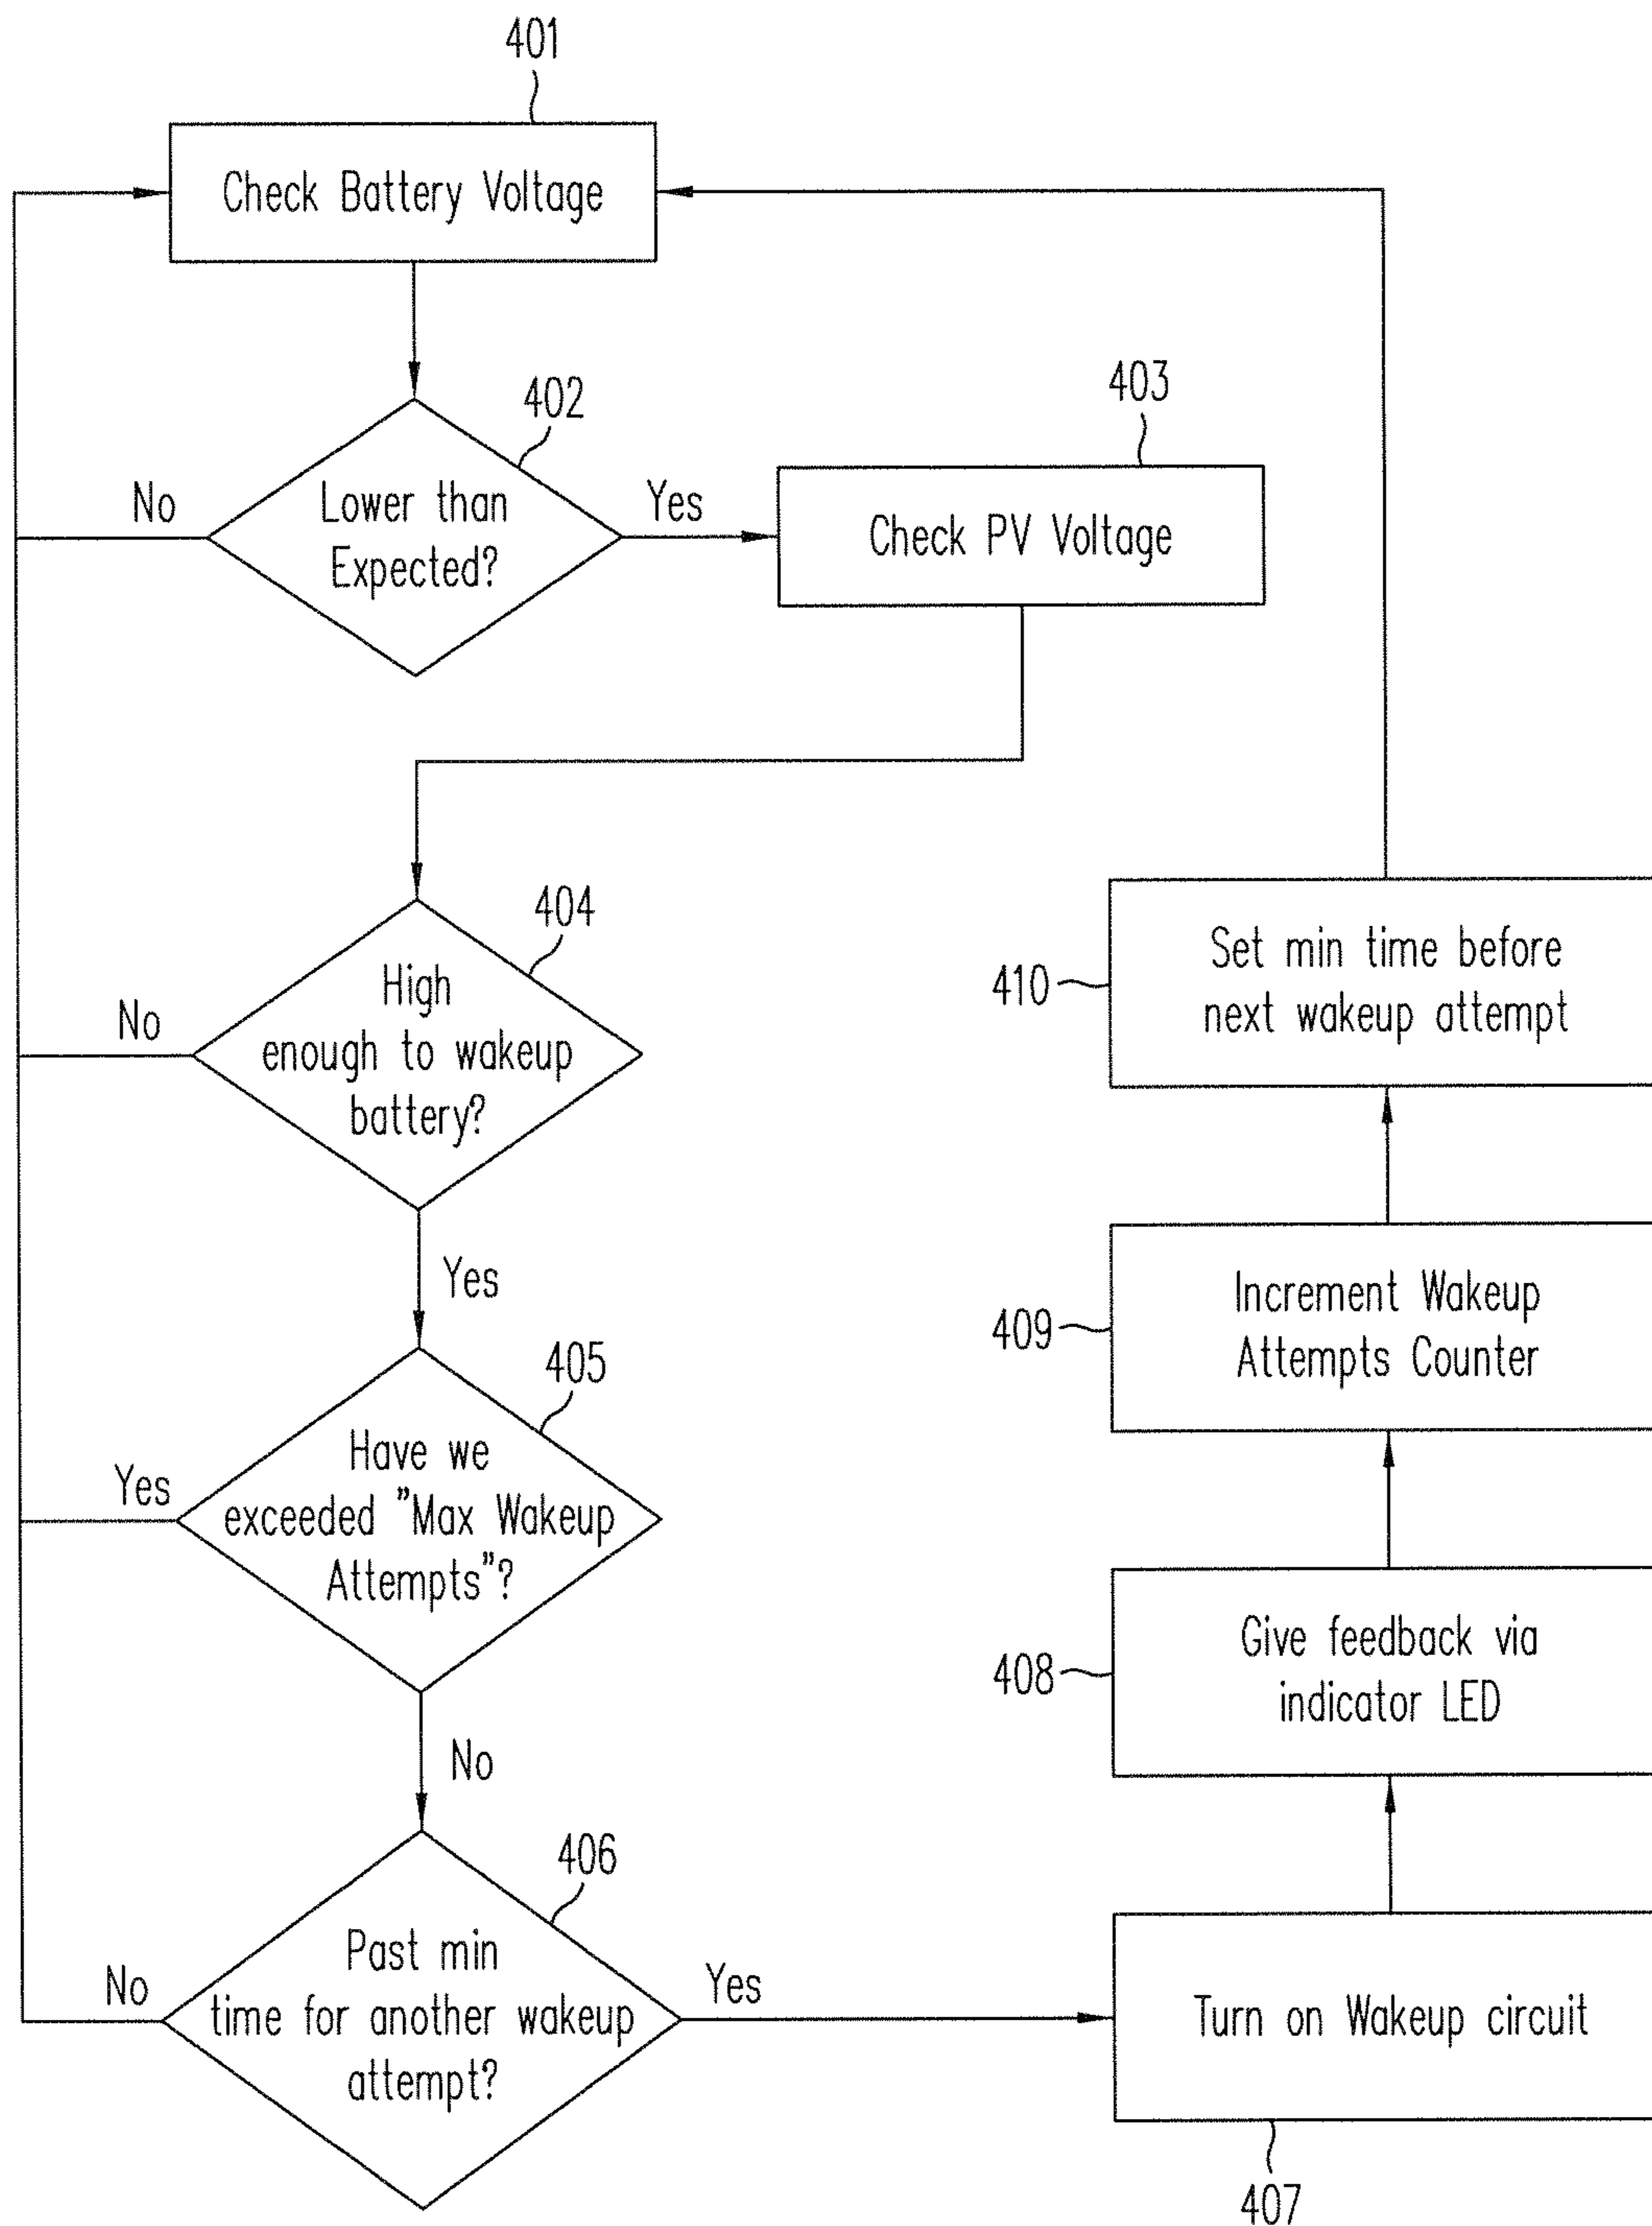 401
Check Battery Voltage
402
Lower than
Expected?
No
Yes
403
Check PV Voltage
404
High
enough to wakeup
battery?
No
Yes
405
Have we
exceeded "Max Wakeup
Attempts"?
Yes
No
406
Past min
time for another wakeup
attempt?
No
Yes
Turn on Wakeup circuit
407
Give feedback via
indicator LED
408
Increment Wakeup
Attempts Counter
409
Set min time before
next wakeup attempt
410